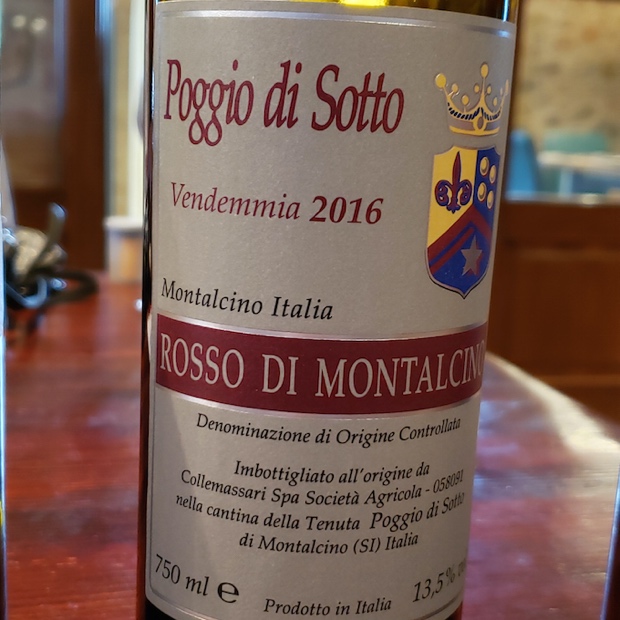 Poggio di Sotto
Vendemmia 2016
Montalcino Italia
ROSSO DI MONTALCINO
Denominazione di Origine Controllata
Imbottigliato all'origine da
Collemassari Spa Società Agricola - 058091
nella cantina della Tenuta Poggio di Sotto
di Montalcino (SI) Italia
750 ml e
Prodotto in Italia
13,5%